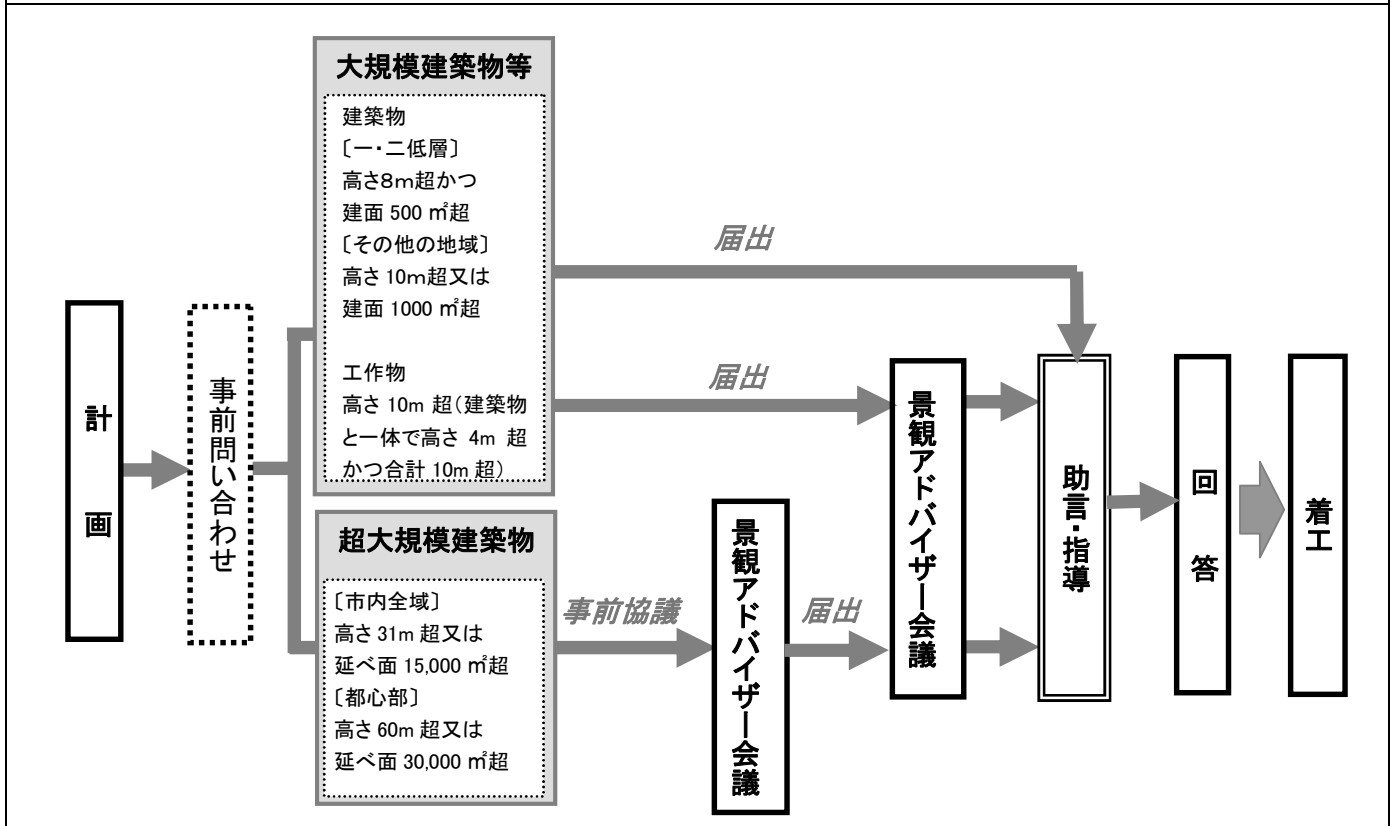 計画
事前問い合わせ
大規模建築物等
建築物
〔一・二低層〕
高さ8m超かつ
建面 500 ㎡超
〔その他の地域〕
高さ 10m超又は
建面 1000 ㎡超
工作物
高さ 10m 超(建築物
と一体で高さ 4m 超
かつ合計 10m 超)
超大規模建築物
〔市内全域〕
高さ 31m 超又は
延べ面 15,000 ㎡超
〔都心部〕
高さ 60m 超又は
延べ面 30,000 ㎡超
届出
届出
事前協議
景観アドバイザー会議
届出
景観アドバイザー会議
助言・指導
回答
着工